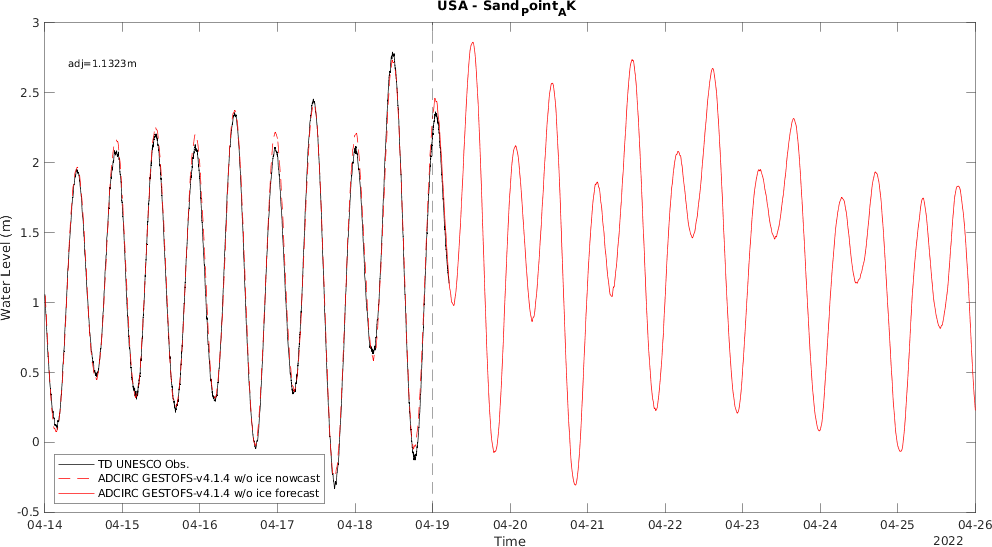 USA - SandpointAK
adj=1.1323m
Water Level (m)
3
2.5
2
1.5
1
0.5
0
-0.5
TD UNESCO Obs.
ADCIRC GESTOFS-v4.1.4 w/o ice nowcast
ADCIRC GESTOFS-v4.1.4 w/o ice forecast
04-14 04-15 04-16 04-17 04-18 04-19 04-20 04-21 04-22 04-23 04-24 04-25 04-26
Time
2022